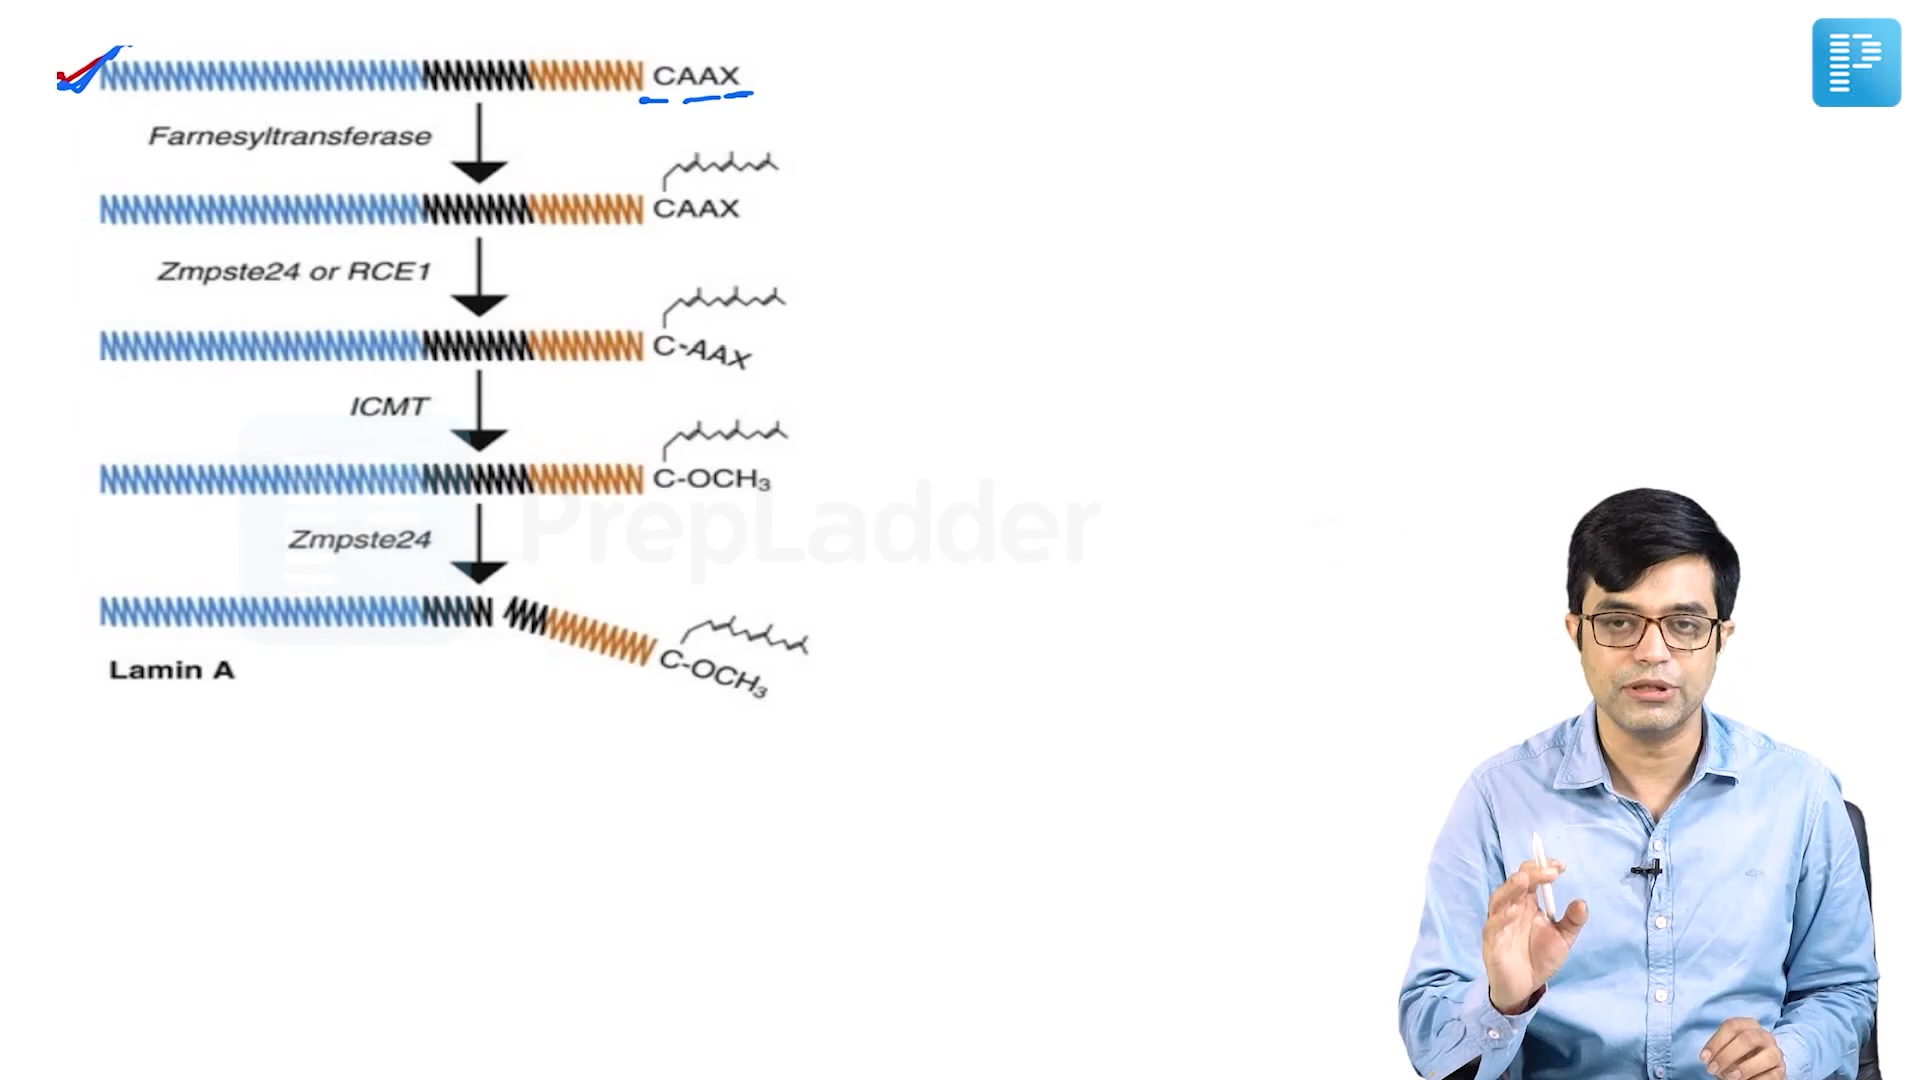 CAAX
Farnesyltransferase
CAAX
Zmpste24 or RCE1
C-AAX
ICMT
C-OCH₃
PrepLadder
Zmpste24
C-OCH₃
Lamin A